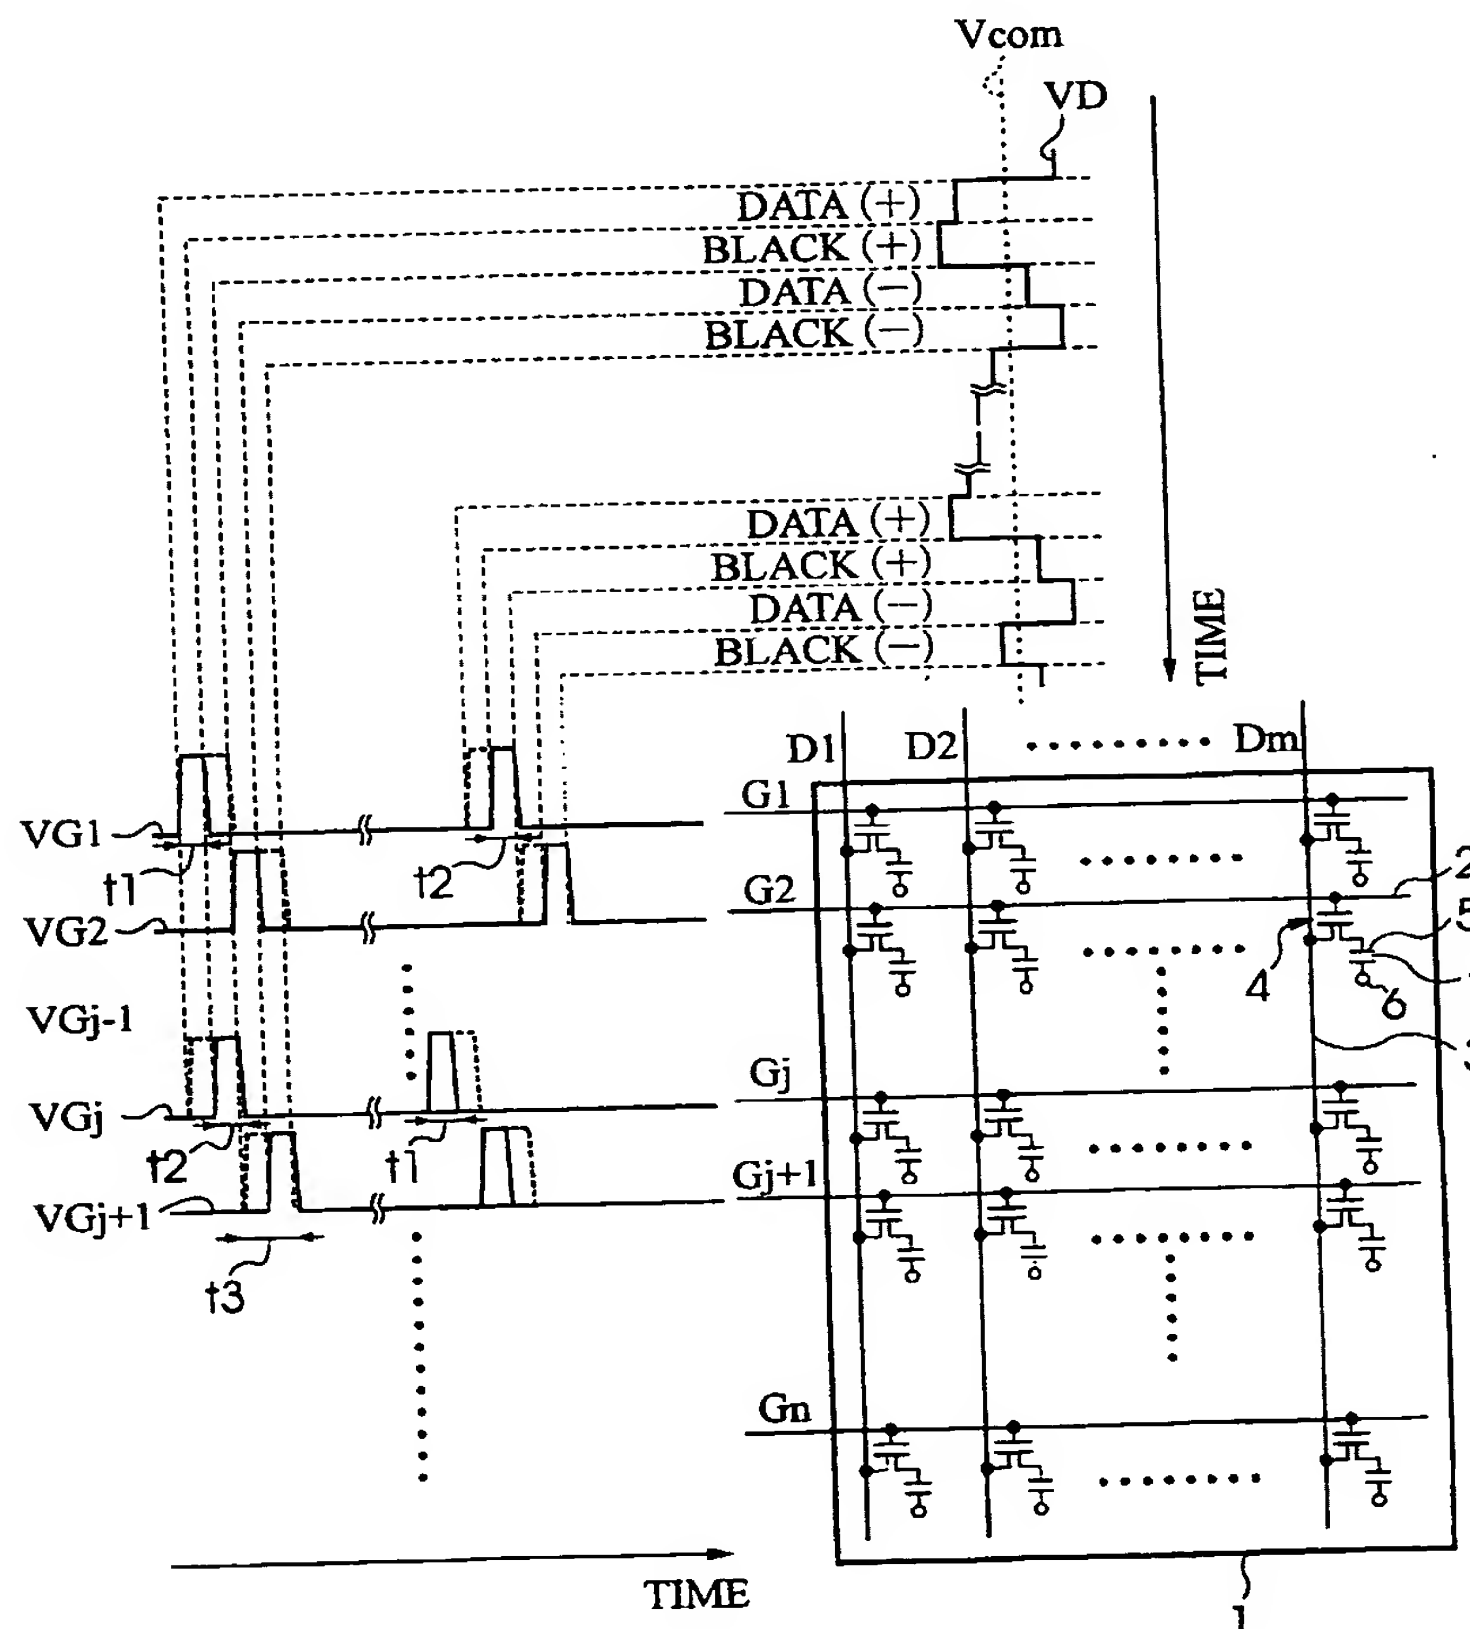 Vcom
VD
DATA (+)
BLACK (+)
DATA (−)
BLACK (−)
DATA (+)
BLACK (+)
DATA (−)
BLACK (−)
TIME
D1 D2 Dm
G1
VG1
t1 t2
G2 2
VG2 5
4 6
VGj-1
Gj
VGj
t2 t1
Gj+1
VGj+1
t3
Gn
TIME
1